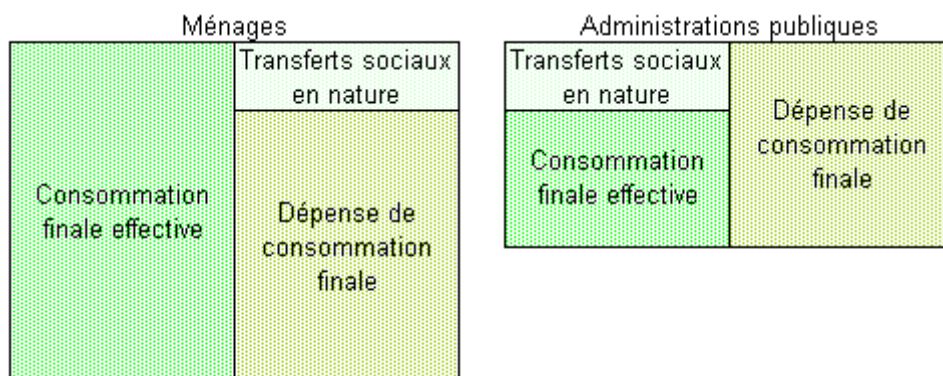 Ménages
Consommation
finale effective
Transferts sociaux
en nature
Dépense de
consommation
finale
Administrations publiques
Transferts sociaux
en nature
Consommation
finale effective
Dépense de
consommation
finale